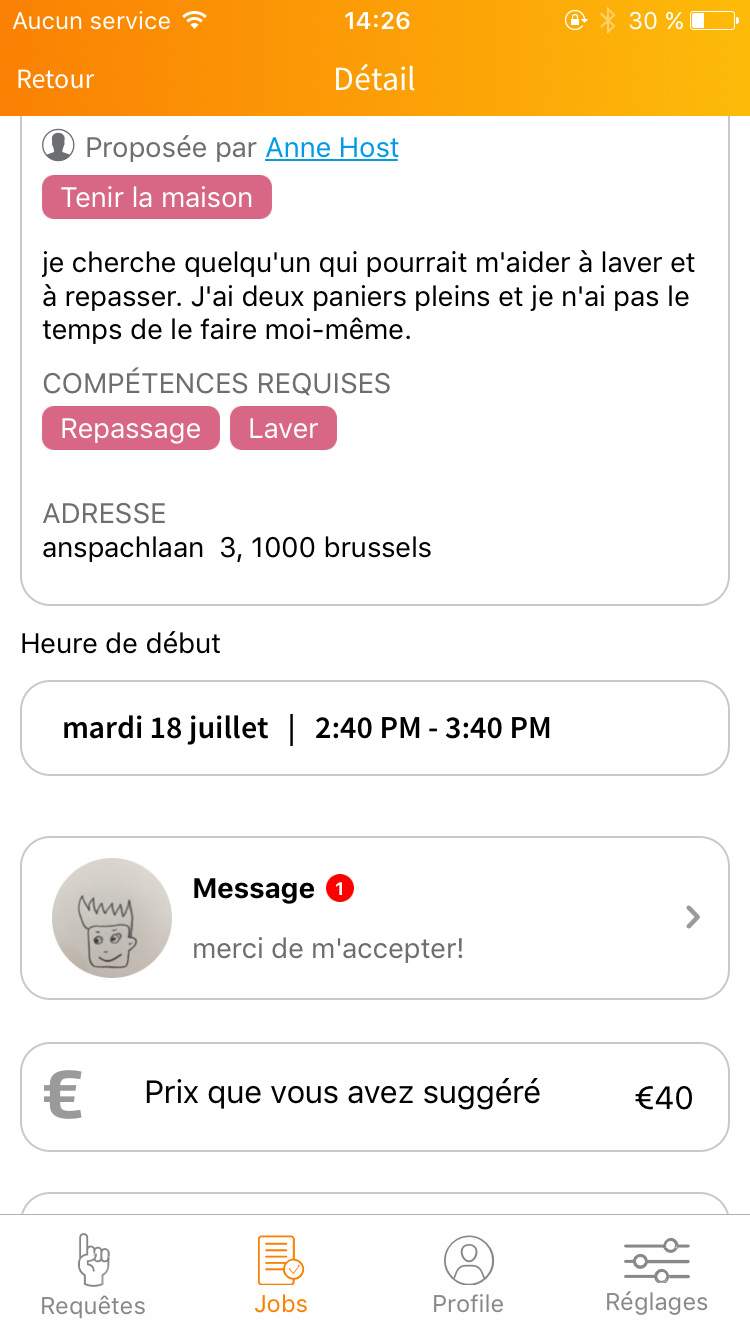 Aucun service 14:26 30 %
Retour Détail
Proposée par Anne Host
Tenir la maison
je cherche quelqu'un qui pourrait m'aider à laver et
à repasser. J'ai deux paniers pleins et je n'ai pas le
temps de le faire moi-même.
COMPÉTENCES REQUISES
Repassage Laver
ADRESSE
anspachlaan 3, 1000 brussels
Heure de début
mardi 18 juillet | 2:40 PM - 3:40 PM
Message 1
merci de m'accepter!
€ Prix que vous avez suggéré €40
Requêtes Jobs Profile Réglages